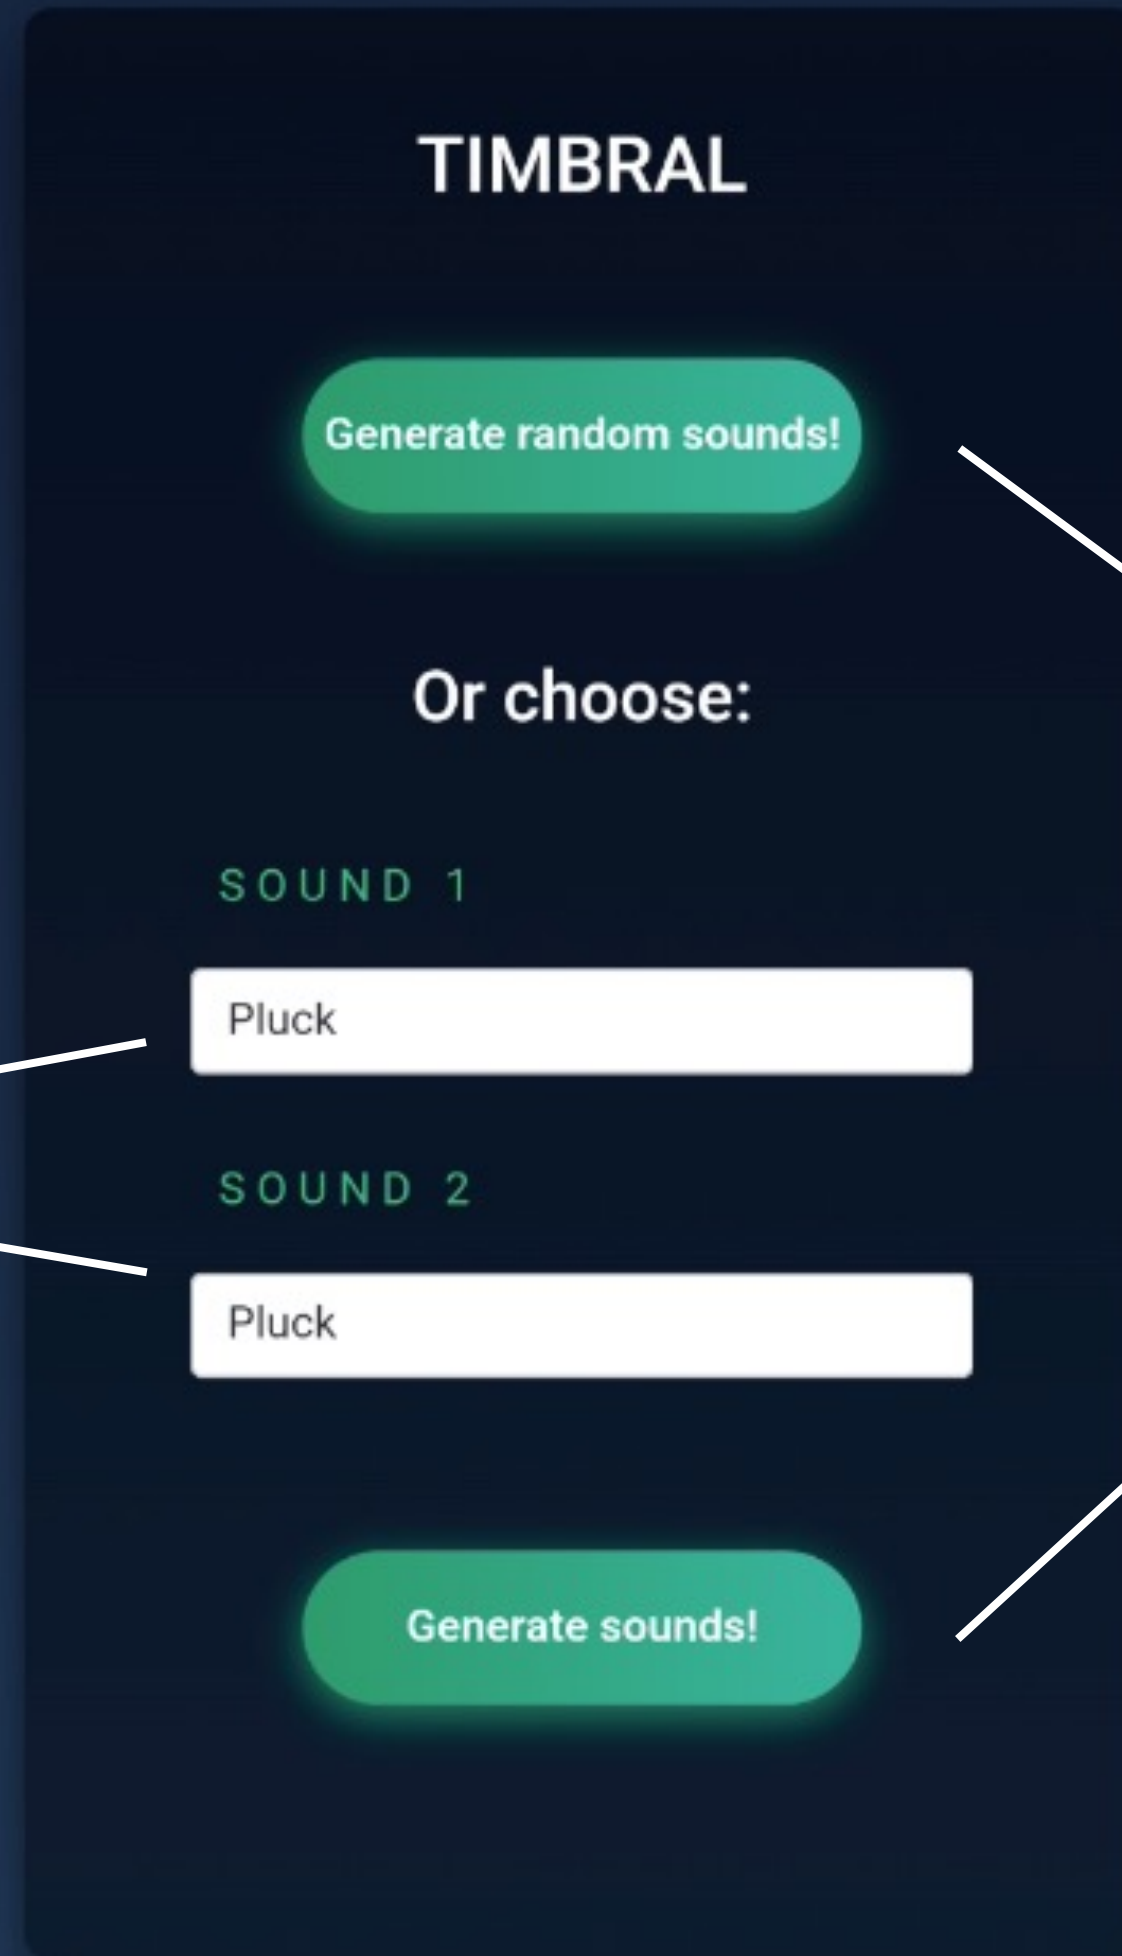 TIMBRAL
Generate random sounds!
Or choose:
SOUND 1
Pluck
SOUND 2
Pluck
Generate sounds!